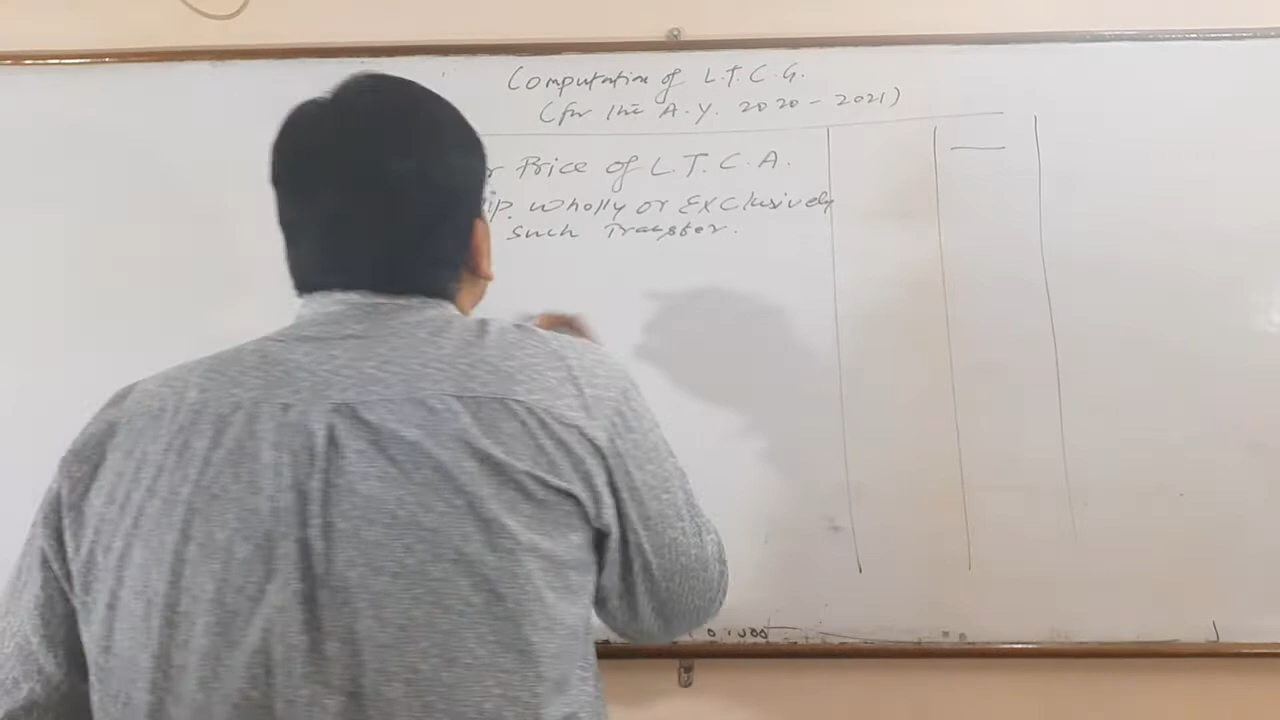 Computation of L.T.C.G.
(for the A.Y. 2020-2021)
r Price of L.T.C.A.
p. wholly or Exclusively
such Transfer.